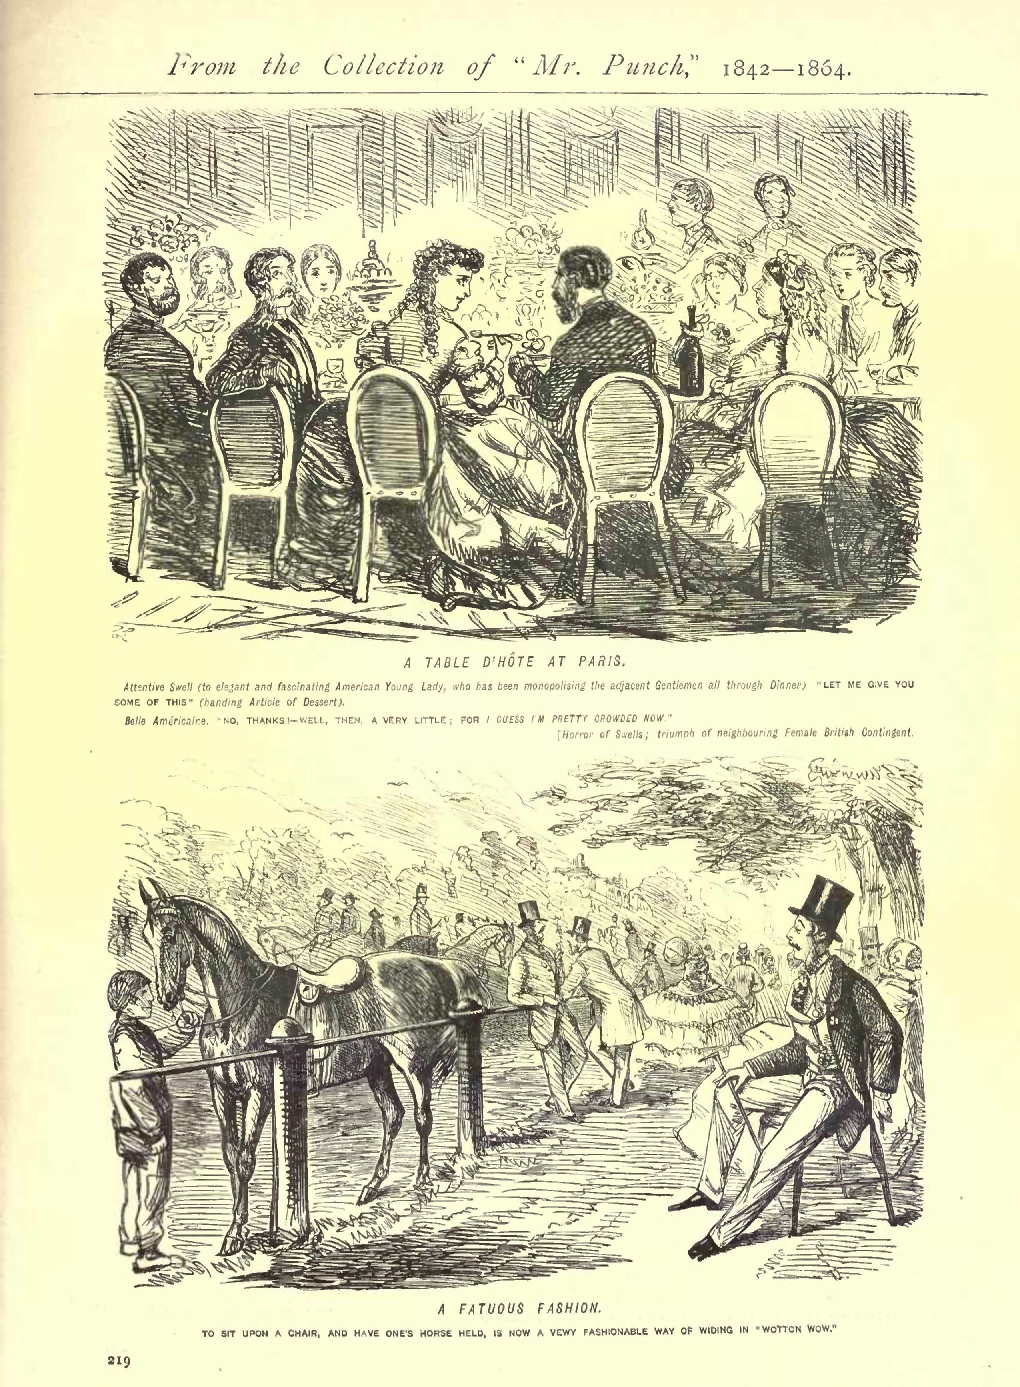 From the Collection of "Mr. Punch," 1842—1864.
A TABLE D'HÔTE AT PARIS.
Attentive Swell (to elegant and fascinating American Young Lady, who has been monopolising the adjacent Gentlemen all through Dinner) "LET ME GIVE YOU
SOME OF THIS" (handing Article of Dessert).
Belle Américaine. "NO, THANKS!—WELL, THEN, A VERY LITTLE; FOR I GUESS I'M PRETTY CROWDED NOW."
[Horror of Swells; triumph of neighbouring Female British Contingent.
A FATUOUS FASHION.
TO SIT UPON A CHAIR, AND HAVE ONE'S HORSE HELD, IS NOW A VEWY FASHIONABLE WAY OF WIDING IN "WOTTON WOW."
219